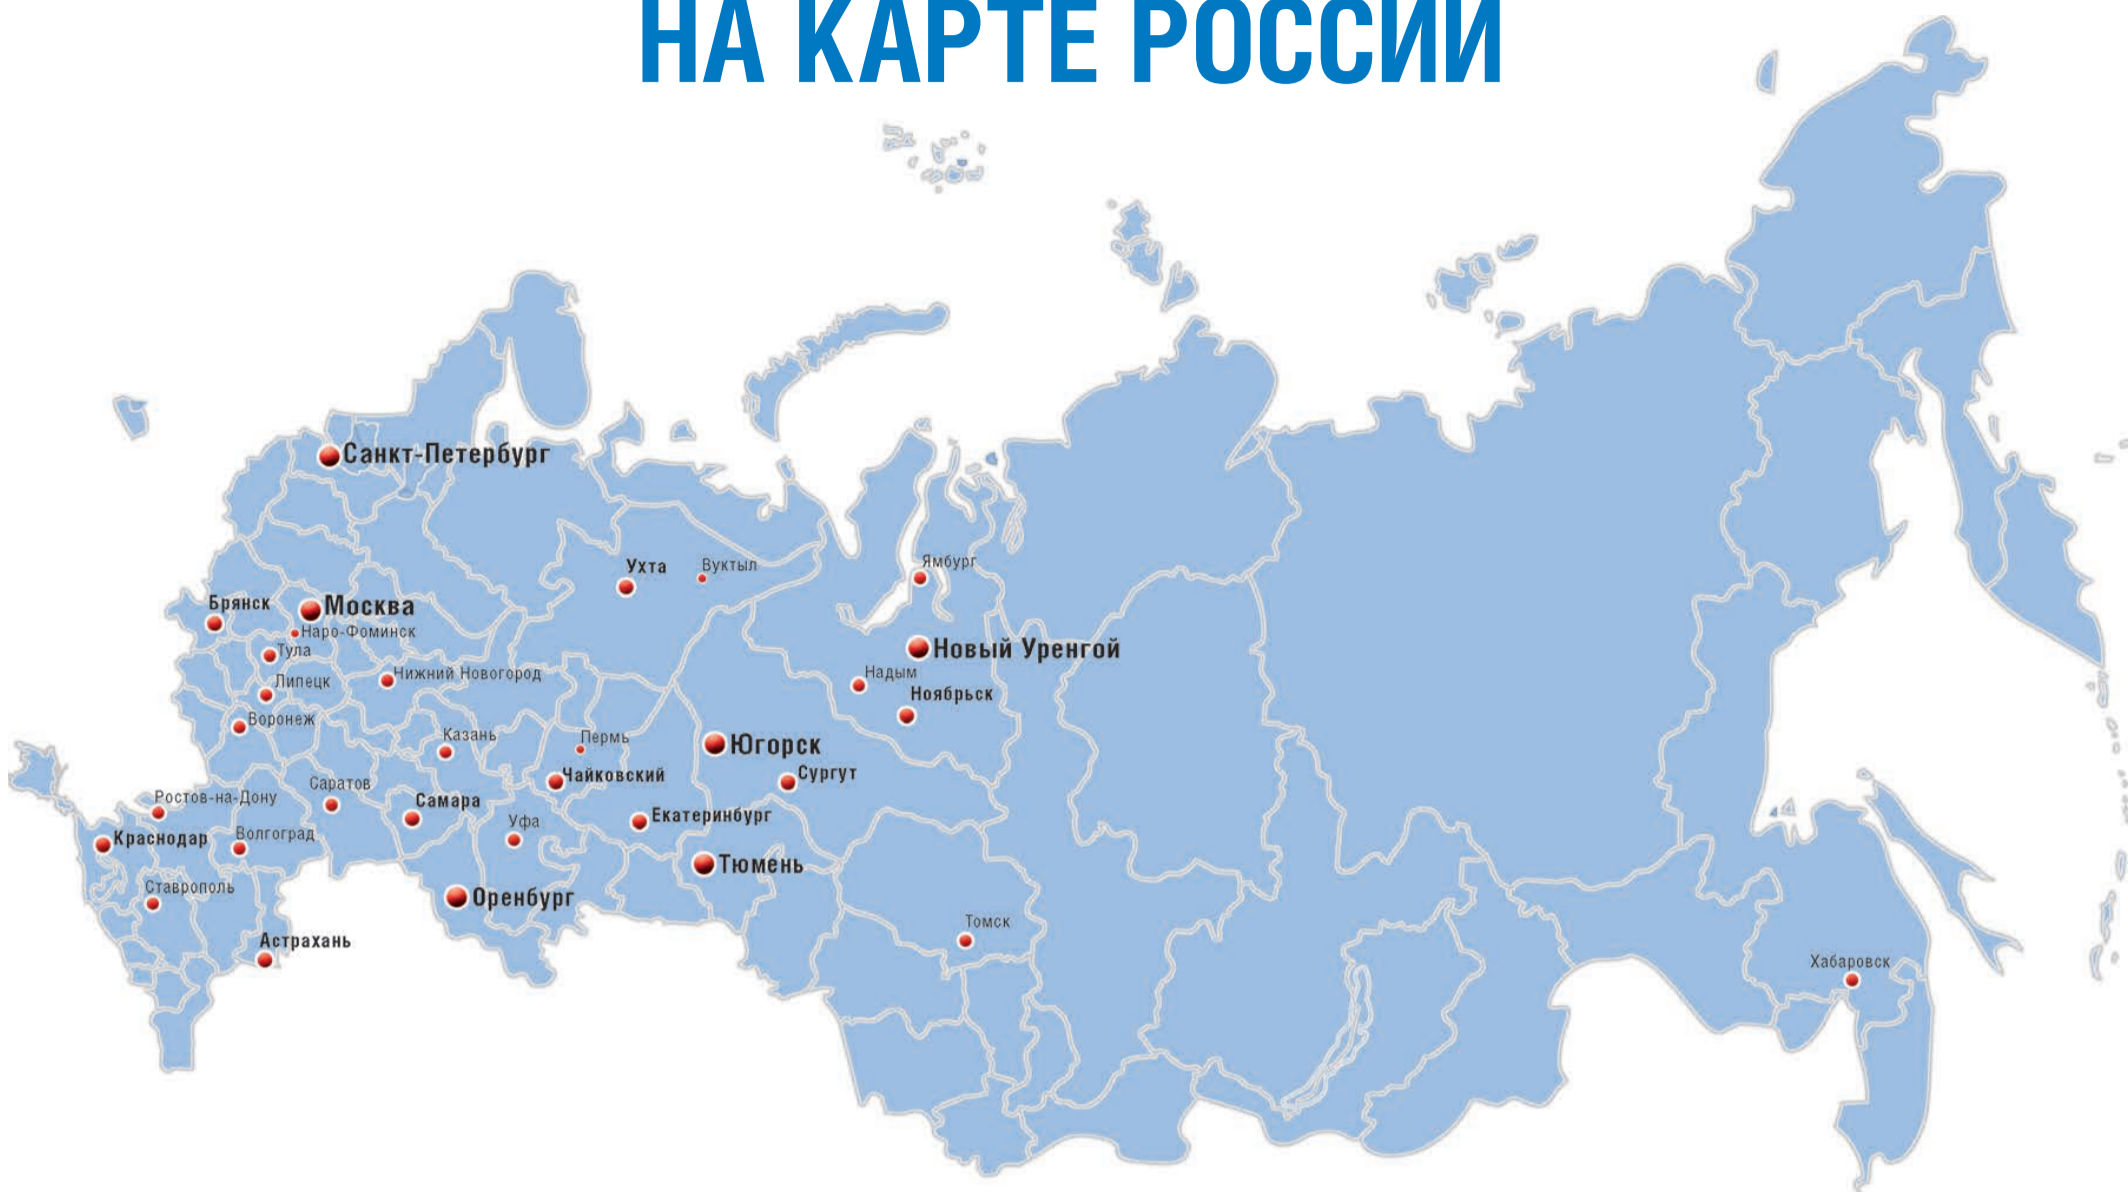 НА КАРТЕ РОССИИ
Санкт-Петербург
Ухта
Вуктыл
Ямбург
Брянск
Москва
Наро-Фоминск
Тула
Новый Уренгой
Надым
Нижний Новогород
Липецк
Ноябрьск
Воронеж
Казань
Пермь
Югорск
Чайковский
Сургут
Саратов
Ростов-на-Дону
Самара
Екатеринбург
Уфа
Краснодар
Волгоград
Тюмень
Ставрополь
Оренбург
Томск
Астрахань
Хабаровск